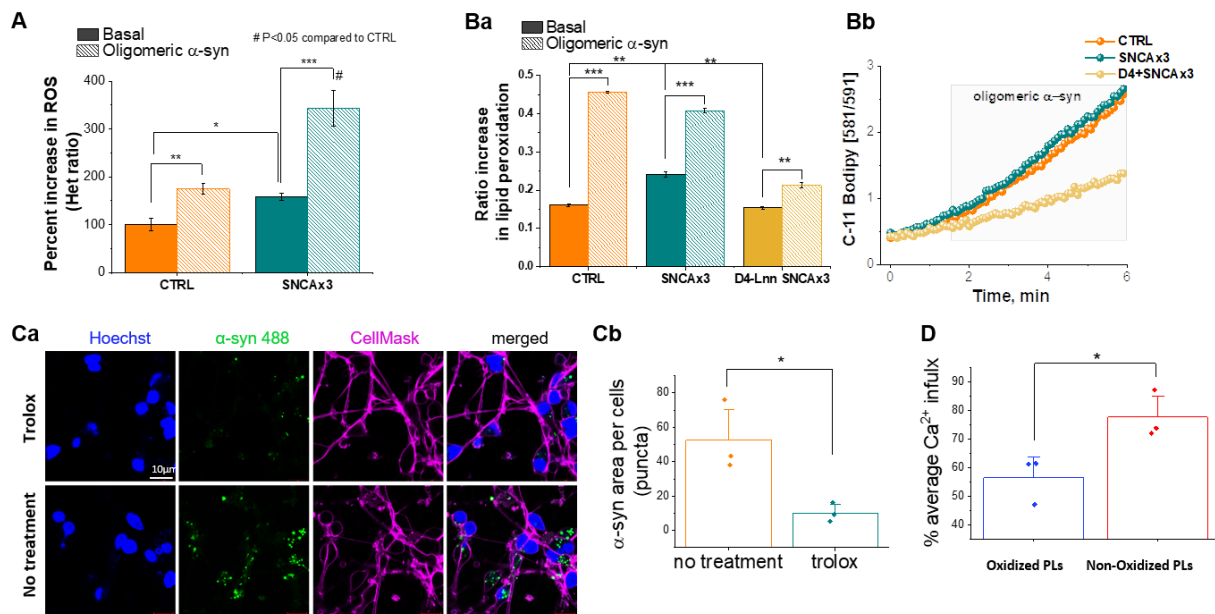 A
Basal
Oligomeric α-syn
# P<0.05 compared to CTRL
Percent increase in ROS
(Het ratio)
400
300
200
100
0
*
**
***
#
CTRL
SNCAx3
Ba
Basal
Oligomeric α-syn
Ratio increase
in lipid peroxidation
0.5
0.4
0.3
0.2
0.1
0.0
**
**
***
***
**
CTRL
SNCAx3
D4-Lnn SNCAx3
Bb
CTRL
SNCAx3
D4+SNCAx3
oligomeric α–syn
C-11 Bodipy [581/591]
3
2
1
0
0
2
4
6
Time, min
Ca
Hoechst
α-syn 488
CellMask
merged
Trolox
10µm
No treatment
Cb
α-syn area per cells
(puncta)
80
70
60
50
40
30
20
10
0
*
no treatment
trolox
D
% average Ca²⁺ infulx
90
80
70
60
50
40
*
Oxidized PLs
Non-Oxidized PLs